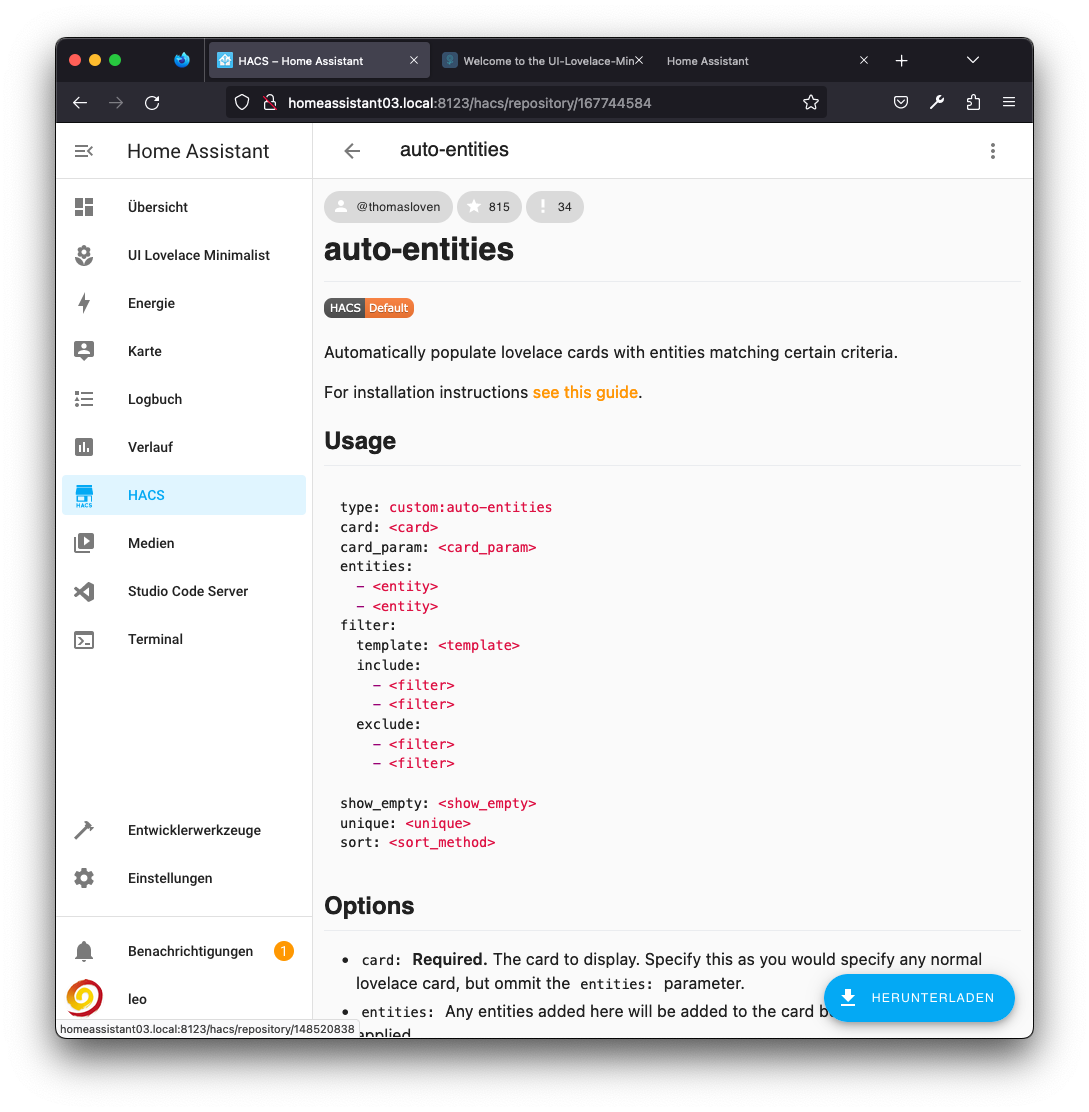 HACS – Home Assistant
Welcome to the UI-Lovelace-Min
Home Assistant
homeassistant03.local:8123/hacs/repository/167744584
Home Assistant
auto-entities
Übersicht
UI Lovelace Minimalist
Energie
Karte
Logbuch
Verlauf
HACS
HACS
Medien
Studio Code Server
Terminal
Entwicklerwerkzeuge
Einstellungen
Benachrichtigungen 1
leo
homeassistant03.local:8123/hacs/repository/148520838
@thomasloven 815 34
auto-entities
HACS Default
Automatically populate lovelace cards with entities matching certain criteria.
For installation instructions see this guide.
Usage
type: custom:auto-entities
card: <card>
card_param: <card_param>
entities:
- <entity>
- <entity>
filter:
template: <template>
include:
- <filter>
- <filter>
exclude:
- <filter>
- <filter>
show_empty: <show_empty>
unique: <unique>
sort: <sort_method>
Options
• card: Required. The card to display. Specify this as you would specify any normal
lovelace card, but ommit the entities: parameter.
• entities: Any entities added here will be added to the card
applied
HERUNTERLADEN